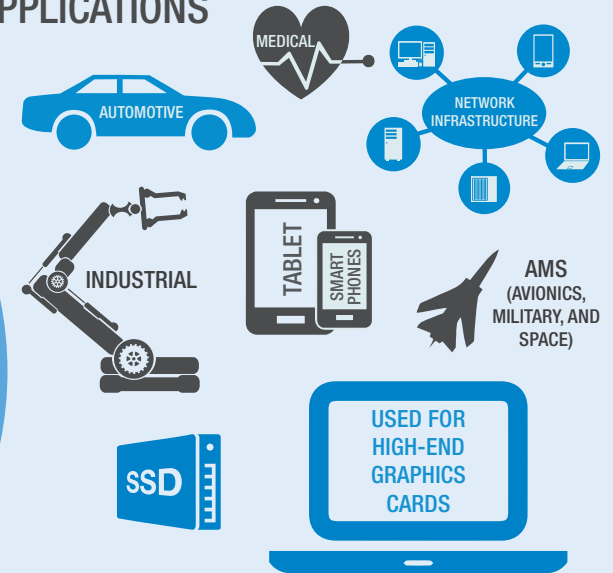 PPLICATIONS
MEDICAL
AUTOMOTIVE
NETWORK
INFRASTRUCTURE
INDUSTRIAL
TABLET
SMART
PHONES
AMS
(AVIONICS,
MILITARY, AND
SPACE)
SSD
USED FOR
HIGH-END
GRAPHICS
CARDS